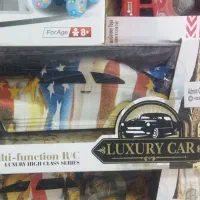 For Age 8+
LUXURY CAR
lti-function R/C
LUXURY HIGH CLASS SERIES